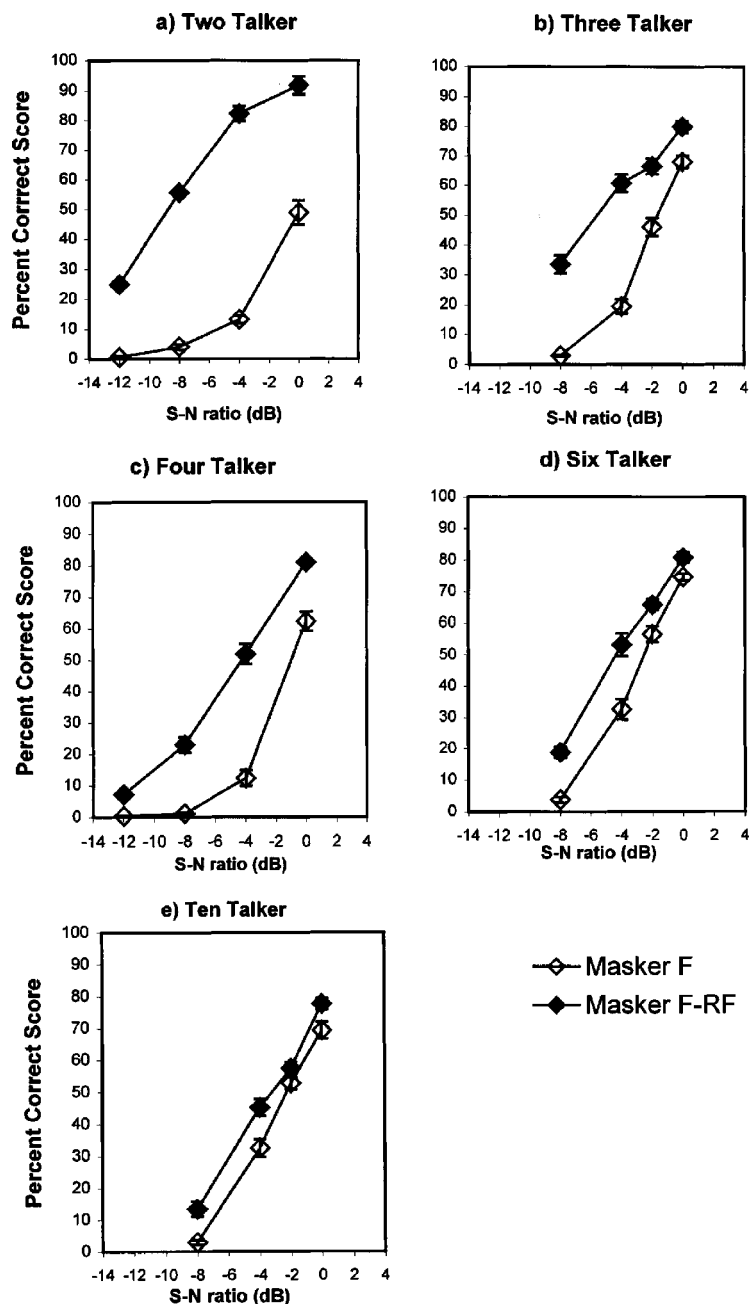 a) Two Talker
Percent Corrrect Score
100
90
80
70
60
50
40
30
20
10
0
-14 -12 -10 -8 -6 -4 -2 0 2 4
S-N ratio (dB)
b) Three Talker
100
90
80
70
60
50
40
30
20
10
0
-14 -12 -10 -8 -6 -4 -2 0 2 4
S-N ratio (dB)
c) Four Talker
Percent Correct Score
100
90
80
70
60
50
40
30
20
10
0
-14 -12 -10 -8 -6 -4 -2 0 2 4
S-N ratio (dB)
d) Six Talker
100
90
80
70
60
50
40
30
20
10
0
-14 -12 -10 -8 -6 -4 -2 0 2 4
S-N ratio (dB)
e) Ten Talker
Percent Correct Score
100
90
80
70
60
50
40
30
20
10
0
-14 -12 -10 -8 -6 -4 -2 0 2 4
S-N ratio (dB)
Masker F
Masker F-RF